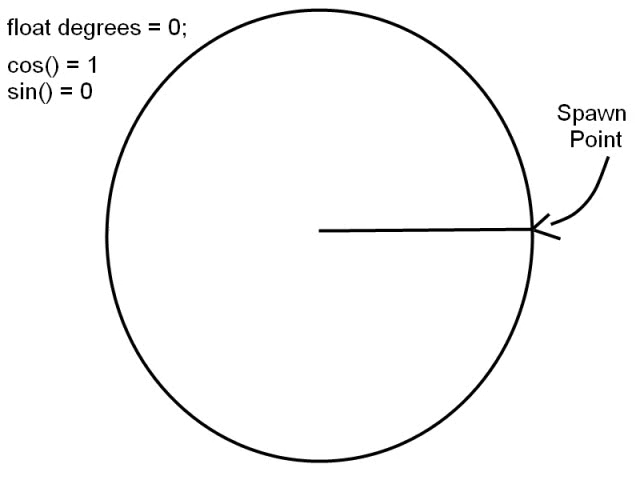 float degrees = 0;
cos() = 1
sin() = 0
Spawn
Point